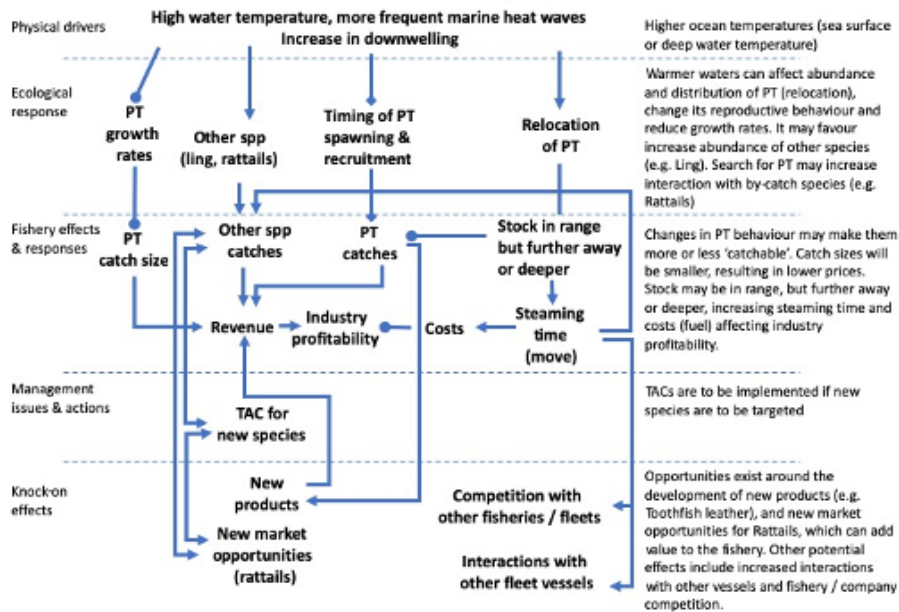 High water temperature, more frequent marine heat waves
Increase in downwelling
Physical drivers
Higher ocean temperatures (sea surface
or deep water temperature)
Ecological
response
PT
growth
rates
Other spp
(ling, rattails)
Timing of PT
spawning &
recruitment
Relocation
of PT
Warmer waters can affect abundance
and distribution of PT (relocation),
change its reproductive behaviour and
reduce growth rates. It may favour
increase abundance of other species
(e.g. Ling). Search for PT may increase
interaction with by-catch species (e.g.
Rattails)
Fishery effects
& responses
PT
catch size
Other spp
catches
PT
catches
Stock in range
but further away
or deeper
Revenue
Industry
profitability
Costs
Steaming
time
(move)
Changes in PT behaviour may make them
more or less 'catchable'. Catch sizes will
be smaller, resulting in lower prices.
Stock may be in range, but further away
or deeper, increasing steaming time and
costs (fuel) affecting industry
profitability.
Management
issues & actions
TAC for
new species
TACs are to be implemented if new
species are to be targeted
Knock-on
effects
New
products
New market
opportunities
(rattails)
Competition with
other fisheries / fleets
Interactions with
other fleet vessels
Opportunities exist around the
development of new products (e.g.
Toothfish leather), and new market
opportunities for Rattails, which can add
value to the fishery. Other potential
effects include increased interactions
with other vessels and fishery / company
competition.